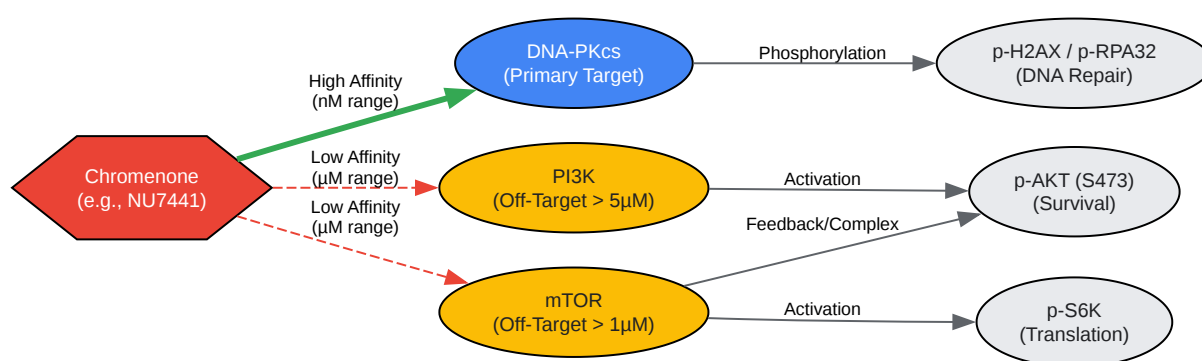 DNA-PKcs
(Primary Target)
Phosphorylation
p-H2AX / p-RPA32
(DNA Repair)
High Affinity
(nM range)
Chromenone
(e.g., NU7441)
Low Affinity
(µM range)
PI3K
(Off-Target > 5µM)
Activation
p-AKT (S473)
(Survival)
Low Affinity
(µM range)
Feedback/Complex
mTOR
(Off-Target > 1µM)
Activation
p-S6K
(Translation)